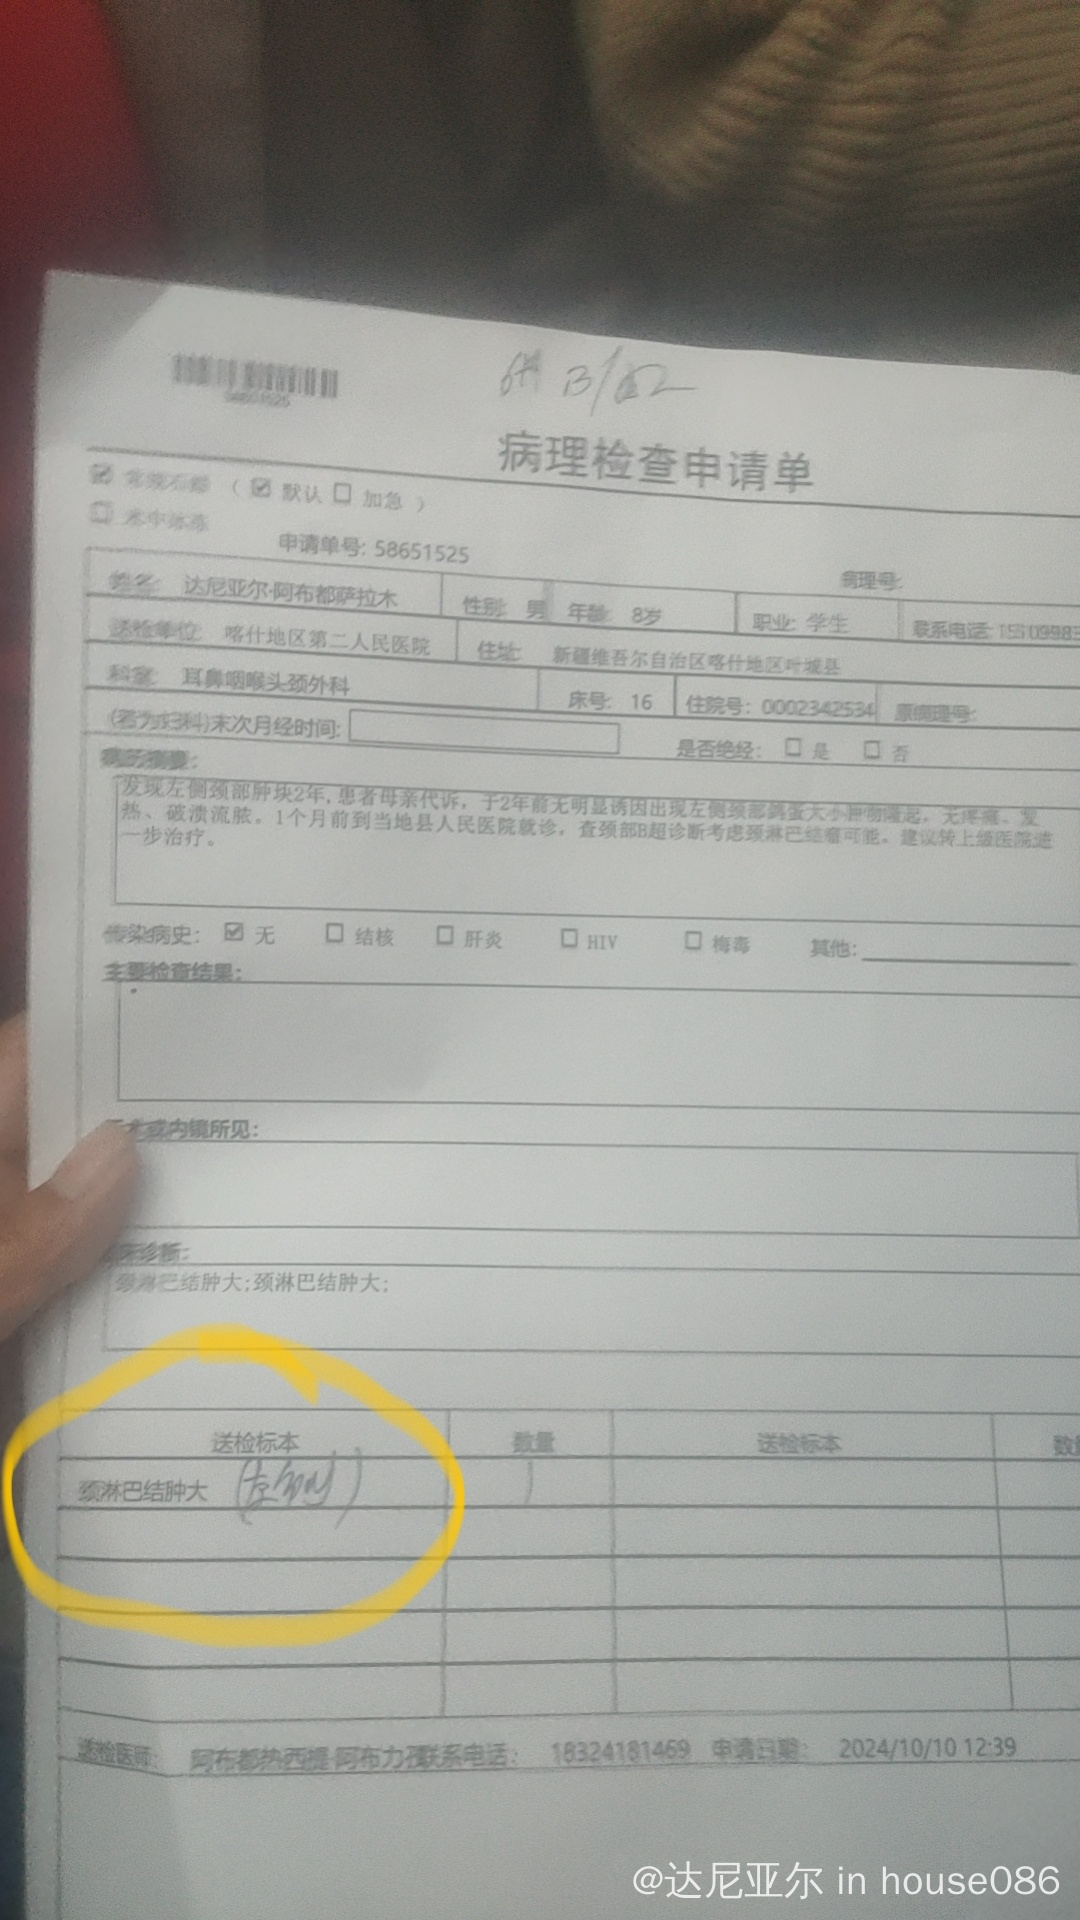 58651525
病理检查申请单
常规石蜡 ( 默认 加急 )
术中冰冻
申请单号: 58651525
病理号:
姓名: 达尼亚尔·阿布都萨拉木 性别: 男 年龄: 8岁 职业: 学生 联系电话:
送检单位: 喀什地区第二人民医院 住址: 新疆维吾尔自治区喀什地区叶城县
科室: 耳鼻咽喉头颈外科 床号: 16 住院号: 0002342534 原病理号:
(若为妇科)末次月经时间: 是否绝经: 是 否
病历摘要:
发现左侧颈部肿块2年,患者母亲代诉, 于2年前无明显诱因出现左侧颈部鸽蛋大小肿物隆起, 无疼痛、发
热、破溃流脓。1个月前到当地县人民医院就诊, 查颈部B超诊断考虑颈淋巴结瘤可能。建议转上级医院进
一步治疗。
传染病史: 无 结核 肝炎 HIV 梅毒 其他:
主要检查结果:
手术或内镜所见:
临床诊断:
颈淋巴结肿大;颈淋巴结肿大;
送检标本 数量 送检标本 数量
颈淋巴结肿大 (左侧) 1
送检医师: 阿布都热西提·阿布力孜联系电话: 18324181469 申请日期: 2024/10/10 12:39
@达尼亚尔 in house086